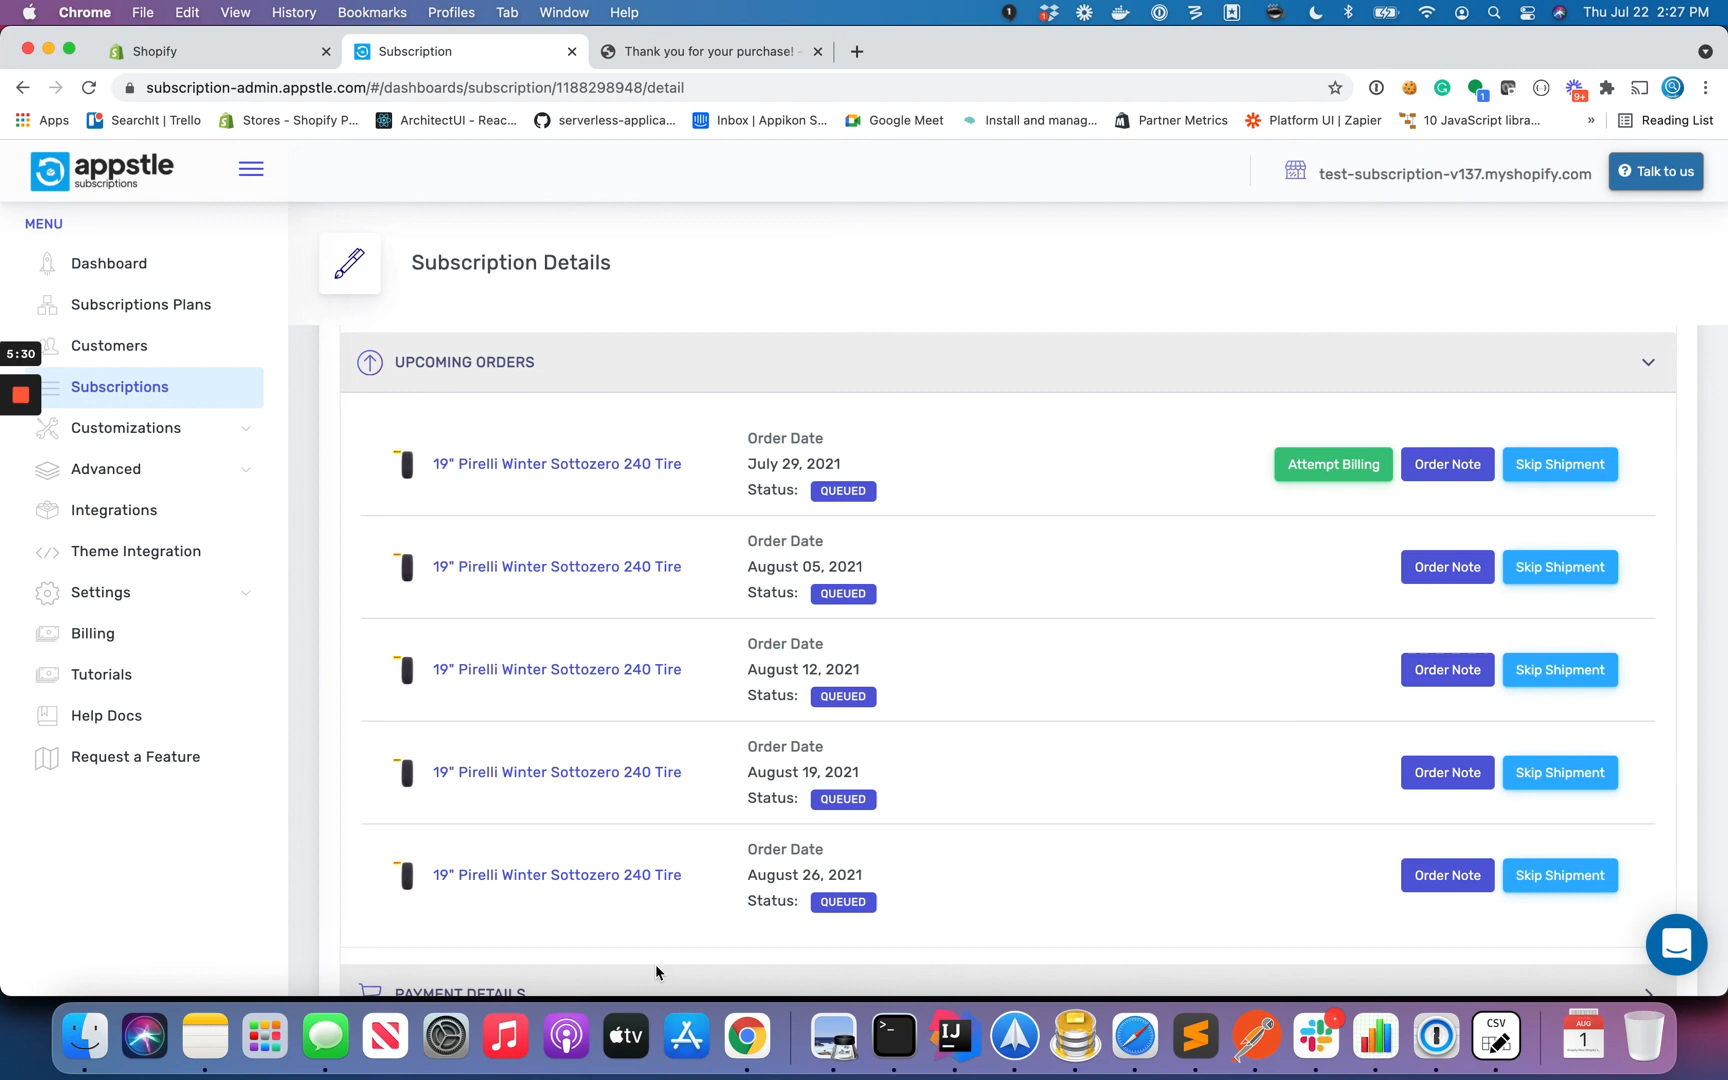 Chrome File Edit View History Bookmarks Profiles Tab Window Help Thu Jul 22 2:27 PM
Shopify Subscription Thank you for your purchase! -
subscription-admin.appstle.com/#/dashboards/subscription/1188298948/detail
Apps SearchIt | Trello Stores - Shopify P... ArchitectUI - Reac... serverless-applica... Inbox | Appikon S... Google Meet Install and manag... Partner Metrics Platform UI | Zapier 10 JavaScript libra... » Reading List
appstle
subscriptions
test-subscription-v137.myshopify.com
Talk to us
MENU
Dashboard
Subscriptions Plans
Customers
5:30
Subscriptions
Customizations
Advanced
Integrations
Theme Integration
Settings
Billing
Tutorials
Help Docs
Request a Feature
Subscription Details
UPCOMING ORDERS
Order Date
19" Pirelli Winter Sottozero 240 Tire July 29, 2021 Attempt Billing Order Note Skip Shipment
Status: QUEUED
Order Date
19" Pirelli Winter Sottozero 240 Tire August 05, 2021 Order Note Skip Shipment
Status: QUEUED
Order Date
19" Pirelli Winter Sottozero 240 Tire August 12, 2021 Order Note Skip Shipment
Status: QUEUED
Order Date
19" Pirelli Winter Sottozero 240 Tire August 19, 2021 Order Note Skip Shipment
Status: QUEUED
Order Date
19" Pirelli Winter Sottozero 240 Tire August 26, 2021 Order Note Skip Shipment
Status: QUEUED
PAYMENT DETAILS
tv
IJ
CSV
AUG
1